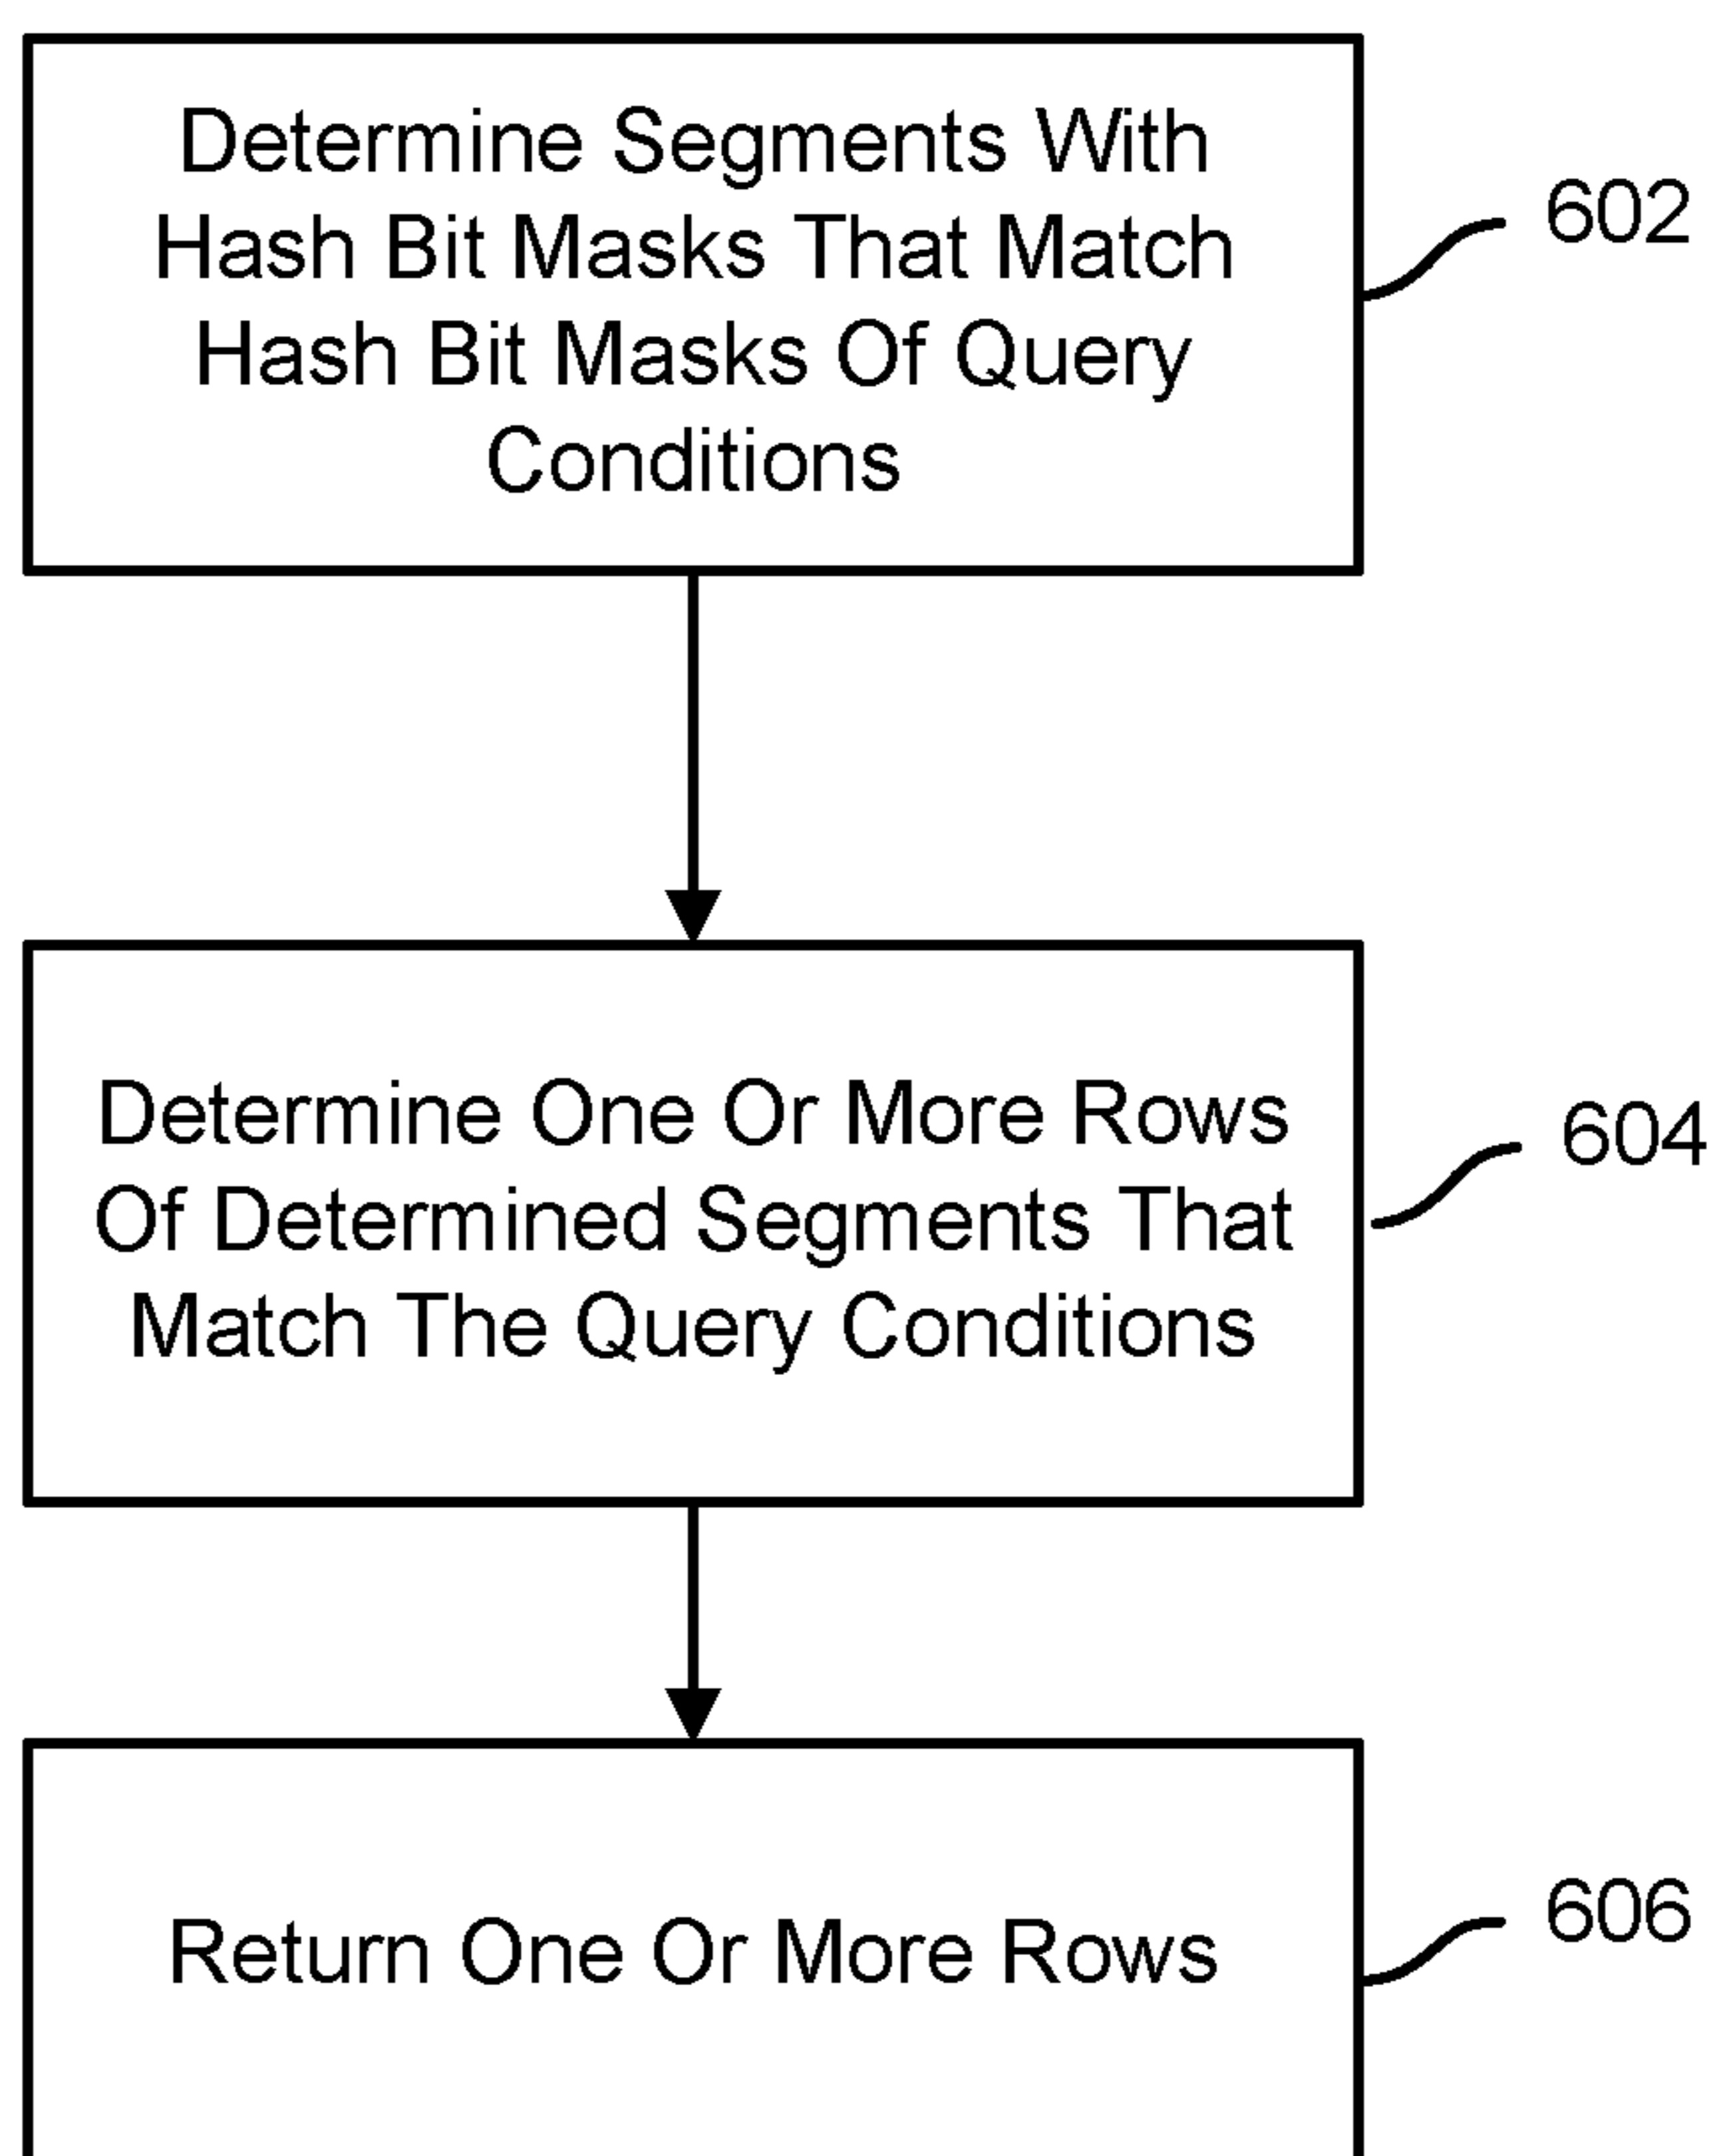 Determine Segments With
Hash Bit Masks That Match
Hash Bit Masks Of Query
Conditions
602
Determine One Or More Rows
Of Determined Segments That
Match The Query Conditions
604
Return One Or More Rows
606